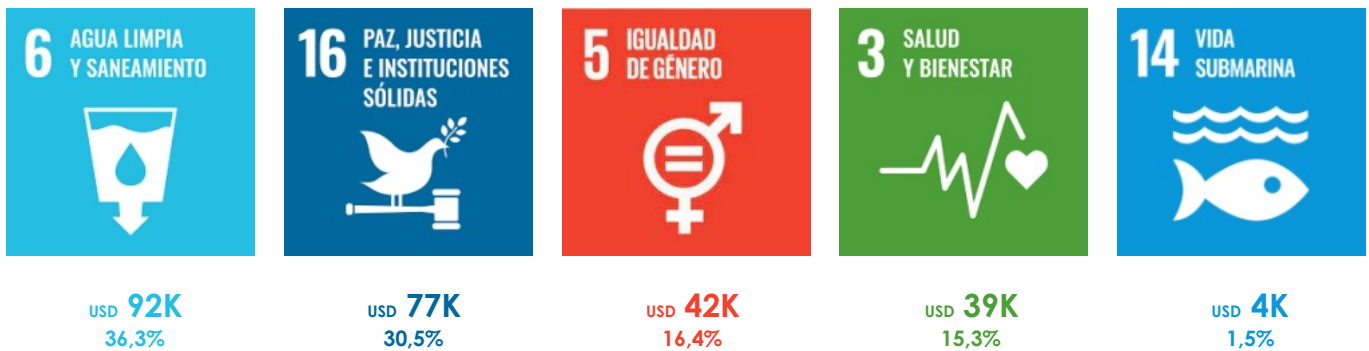 6 AGUA LIMPIA
Y SANEAMIENTO
USD 92K
36,3%
16 PAZ, JUSTICIA
E INSTITUCIONES
SÓLIDAS
USD 77K
30,5%
5 IGUALDAD
DE GÉNERO
USD 42K
16,4%
3 SALUD
Y BIENESTAR
USD 39K
15,3%
14 VIDA
SUBMARINA
USD 4K
1,5%